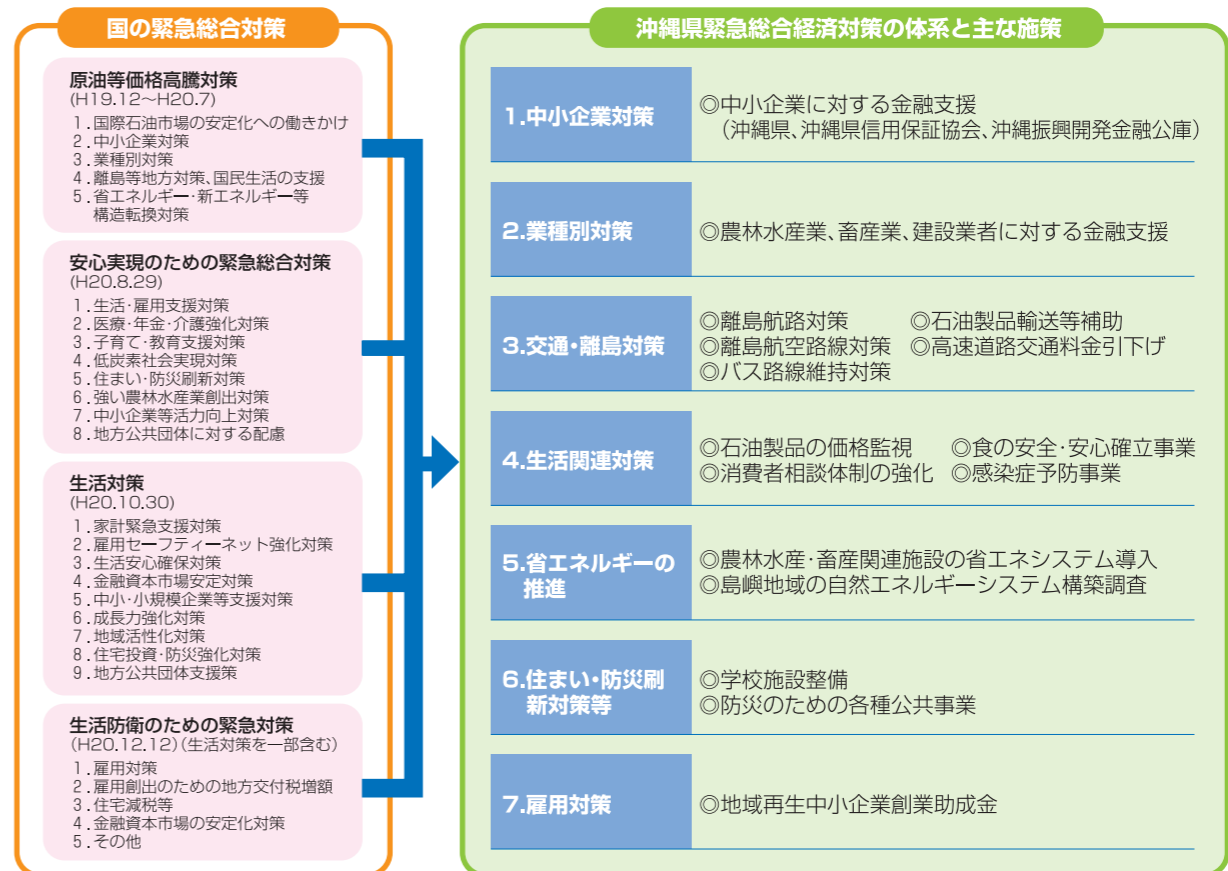 国の緊急総合対策
原油等価格高騰対策
(H19.12～H20.7)
1.国際石油市場の安定化への働きかけ
2.中小企業対策
3.業種別対策
4.離島等地方対策、国民生活の支援
5.省エネルギー・新エネルギー等
構造転換対策
安心実現のための緊急総合対策
(H20.8.29)
1.生活・雇用支援対策
2.医療・年金・介護強化対策
3.子育て・教育支援対策
4.低炭素社会実現対策
5.住まい・防災刷新対策
6.強い農林水産業創出対策
7.中小企業等活力向上対策
8.地方公共団体に対する配慮
生活対策
(H20.10.30)
1.家計緊急支援対策
2.雇用セーフティーネット強化対策
3.生活安心確保対策
4.金融資本市場安定対策
5.中小・小規模企業等支援対策
6.成長力強化対策
7.地域活性化対策
8.住宅投資・防災強化対策
9.地方公共団体支援策
生活防衛のための緊急対策
(H20.12.12)(生活対策を一部含む)
1.雇用対策
2.雇用創出のための地方交付税増額
3.住宅減税等
4.金融資本市場の安定化対策
5.その他
沖縄県緊急総合経済対策の体系と主な施策
1.中小企業対策
◎中小企業に対する金融支援
(沖縄県、沖縄県信用保証協会、沖縄振興開発金融公庫)
2.業種別対策
◎農林水産業、畜産業、建設業者に対する金融支援
3.交通・離島対策
◎離島航路対策 ◎石油製品輸送等補助
◎離島航空路線対策 ◎高速道路交通料金引下げ
◎バス路線維持対策
4.生活関連対策
◎石油製品の価格監視 ◎食の安全・安心確立事業
◎消費者相談体制の強化 ◎感染症予防事業
5.省エネルギーの
推進
◎農林水産・畜産関連施設の省エネシステム導入
◎島嶼地域の自然エネルギーシステム構築調査
6.住まい・防災刷
新対策等
◎学校施設整備
◎防災のための各種公共事業
7.雇用対策
◎地域再生中小企業創業助成金